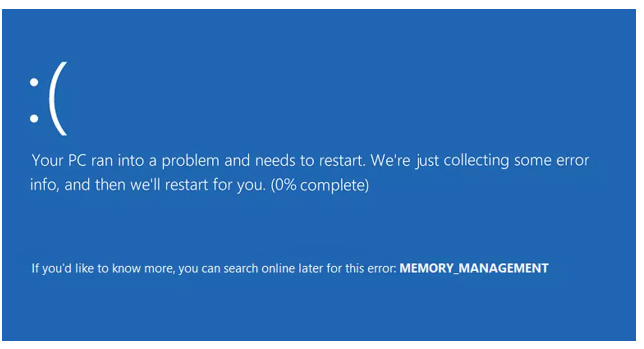 :(
Your PC ran into a problem and needs to restart. We're just collecting some error
info, and then we'll restart for you. (0% complete)
If you'd like to know more, you can search online later for this error: MEMORY_MANAGEMENT